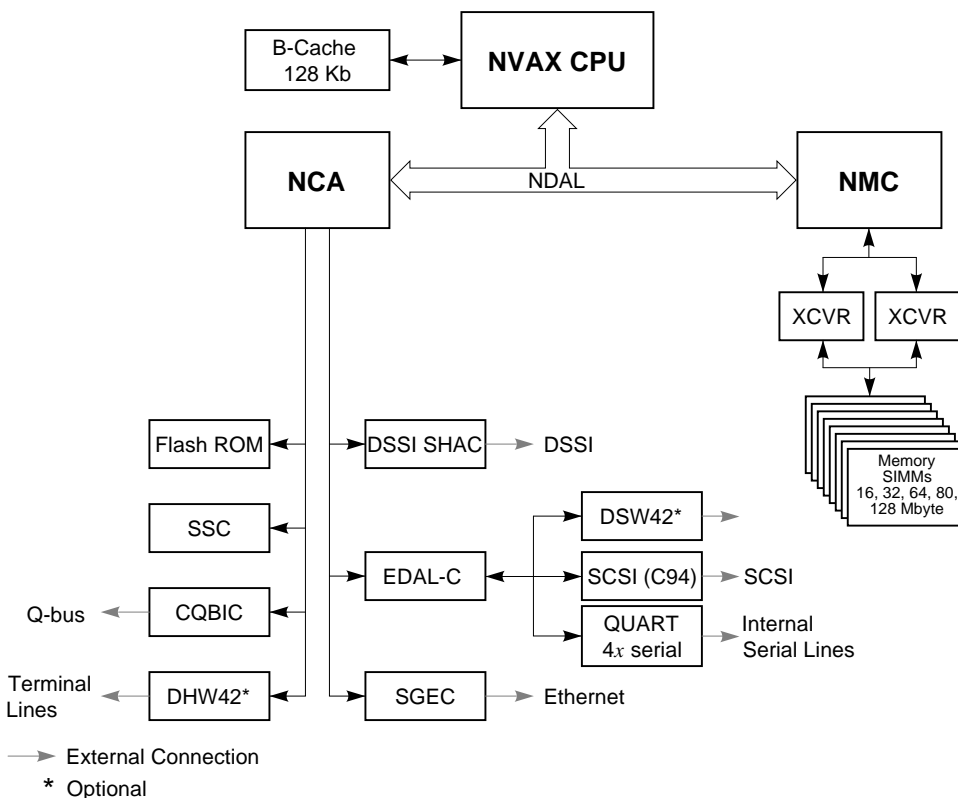 B-Cache
128 Kb
NVAX CPU
NCA
NDAL
NMC
XCVR
XCVR
Memory
SIMMs
16, 32, 64, 80,
128 Mbyte
Flash ROM
DSSI SHAC
DSSI
SSC
DSW42*
EDAL-C
SCSI (C94)
SCSI
Q-bus
CQBIC
QUART
4x serial
Internal
Serial Lines
Terminal
Lines
DHW42*
SGEC
Ethernet
External Connection
* Optional